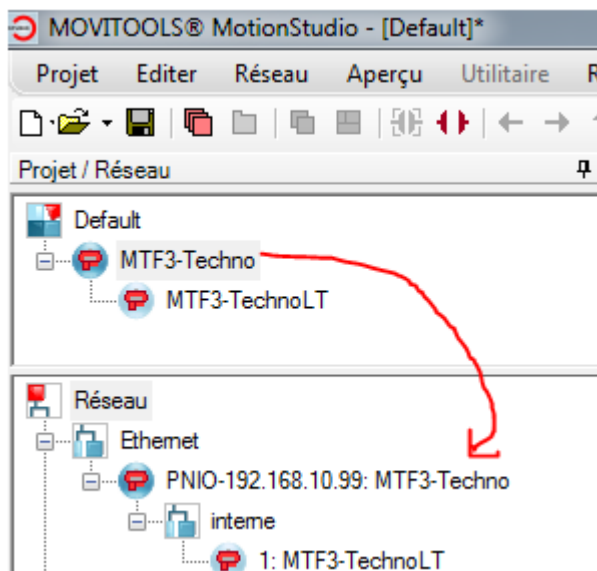 MOVITOOLS® MotionStudio - [Default]*
Projet Editer Réseau Aperçu Utilitaire R
Projet / Réseau
Default
MTF3-Techno
MTF3-TechnoLT
Réseau
Ethernet
PNIO-192.168.10.99: MTF3-Techno
interne
1: MTF3-TechnoLT